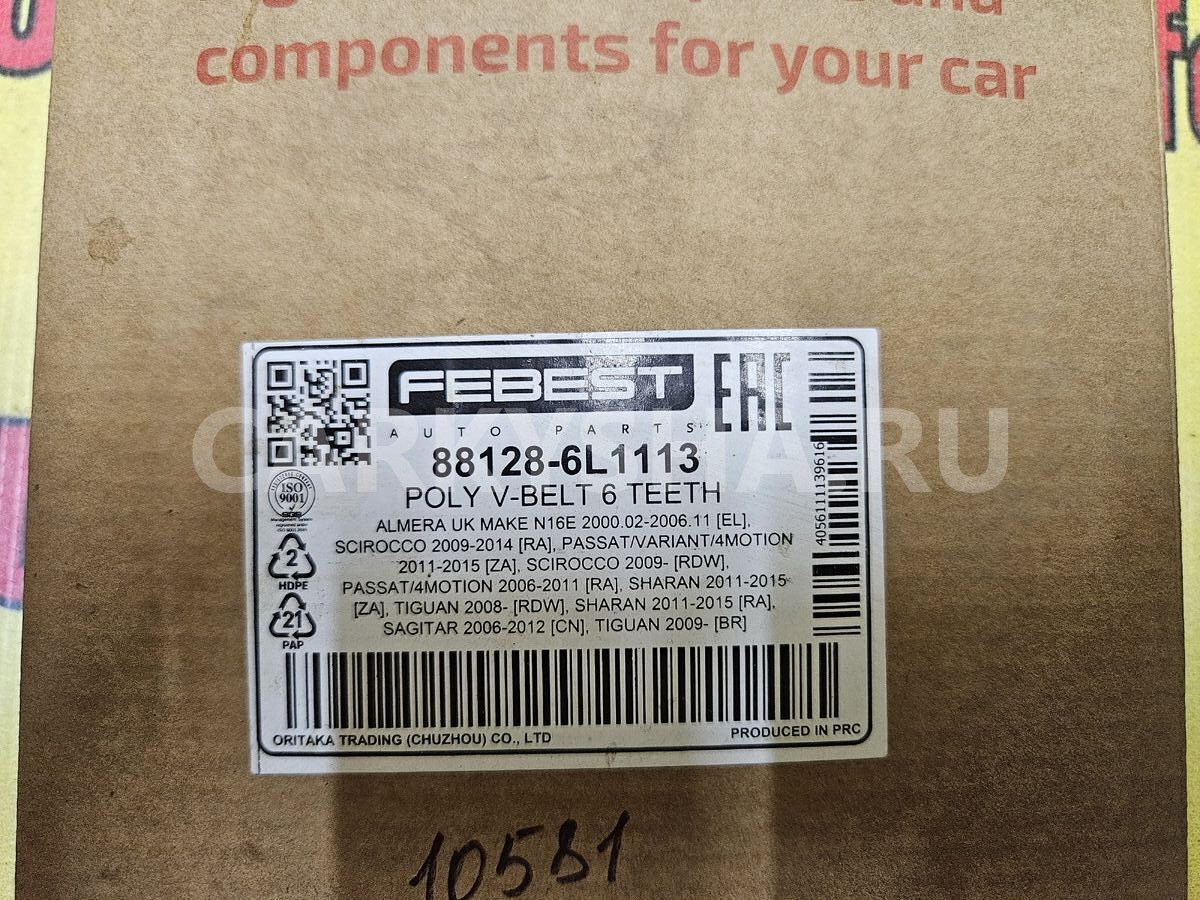 and
components for your car
FEBEST
AUTO PARTS
EAC
88128-6L1113
POLY V-BELT 6 TEETH
ALMERA UK MAKE N16E 2000.02-2006.11 [EL],
SCIROCCO 2009-2014 [RA], PASSAT/VARIANT/4MOTION
2011-2015 [ZA], SCIROCCO 2009- [RDW],
PASSAT/4MOTION 2006-2011 [RA], SHARAN 2011-2015
[ZA], TIGUAN 2008- [RDW], SHARAN 2011-2015 [RA],
SAGITAR 2006-2012 [CN], TIGUAN 2009- [BR]
ISO
9001
SGS
2
HDPE
21
PAP
4056111139616
ORITAKA TRADING (CHUZHOU) CO., LTD
PRODUCED IN PRC
10581